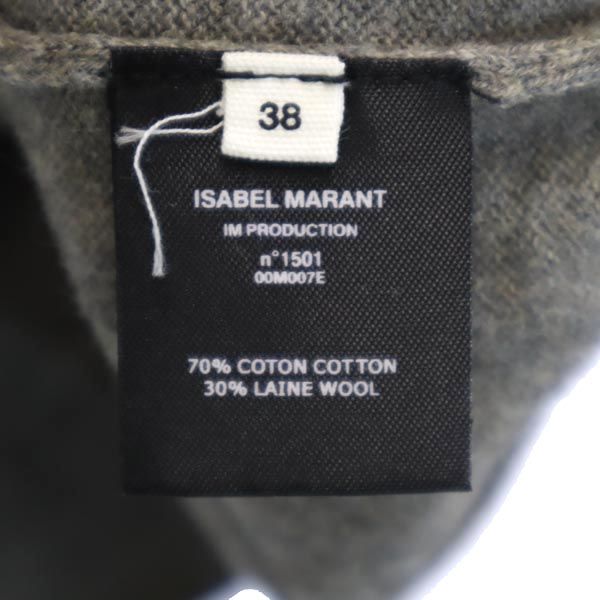 38
ISABEL MARANT
IM PRODUCTION
n°1501
00M007E
70% COTON COTTON
30% LAINE WOOL